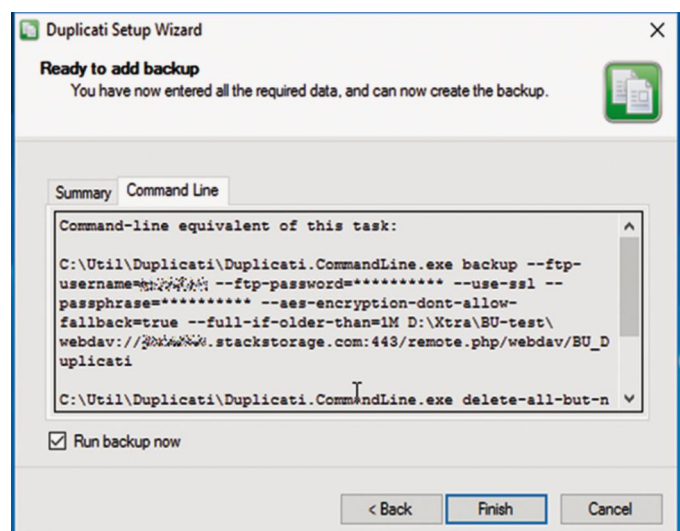 Duplicati Setup Wizard
Ready to add backup
You have now entered all the required data, and can now create the backup.
Summary Command Line
Command-line equivalent of this task:
C:\Util\Duplicati\Duplicati.CommandLine.exe backup --ftp-
username= --ftp-password=********** --use-ssl --
passphrase=********** --aes-encryption-dont-allow-
fallback=true --full-if-older-than=1M D:\Xtra\BU-test\
webdav://.stackstorage.com:443/remote.php/webdav/BU_D
uplicati
C:\Util\Duplicati\Duplicati.CommandLine.exe delete-all-but-n
Run backup now
< Back Finish Cancel